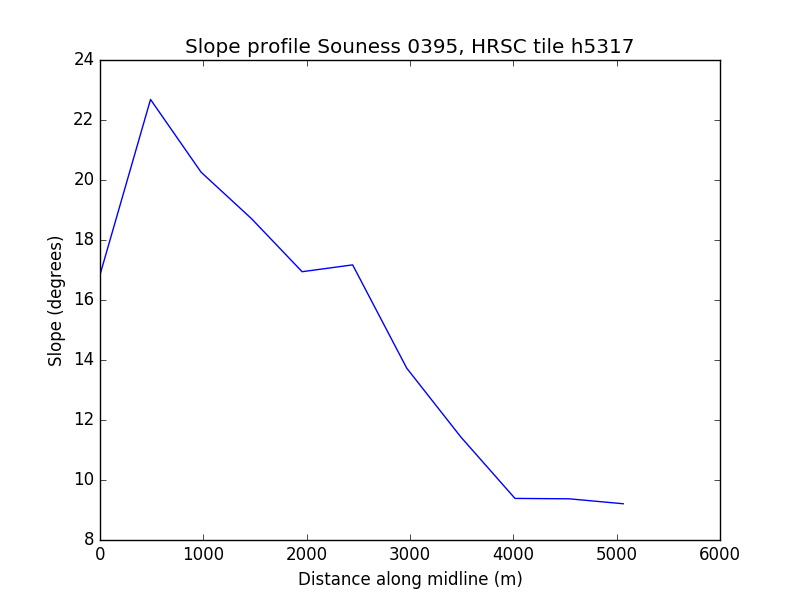 Slope profile Souness 0395, HRSC tile h5317
24
22
20
18
16
14
12
10
8
Slope (degrees)
0 1000 2000 3000 4000 5000 6000
Distance along midline (m)